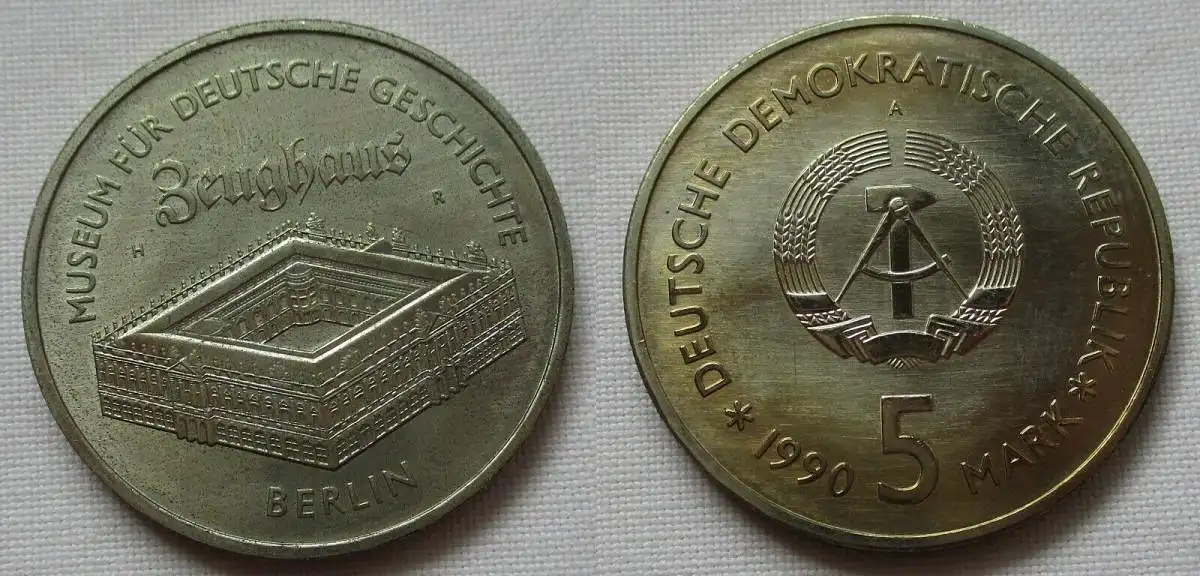 MUSEUM FÜR DEUTSCHE GESCHICHTE
Zeughaus
H R
BERLIN
DEUTSCHE DEMOKRATISCHE REPUBLIK
A
* 1990 5 MARK *